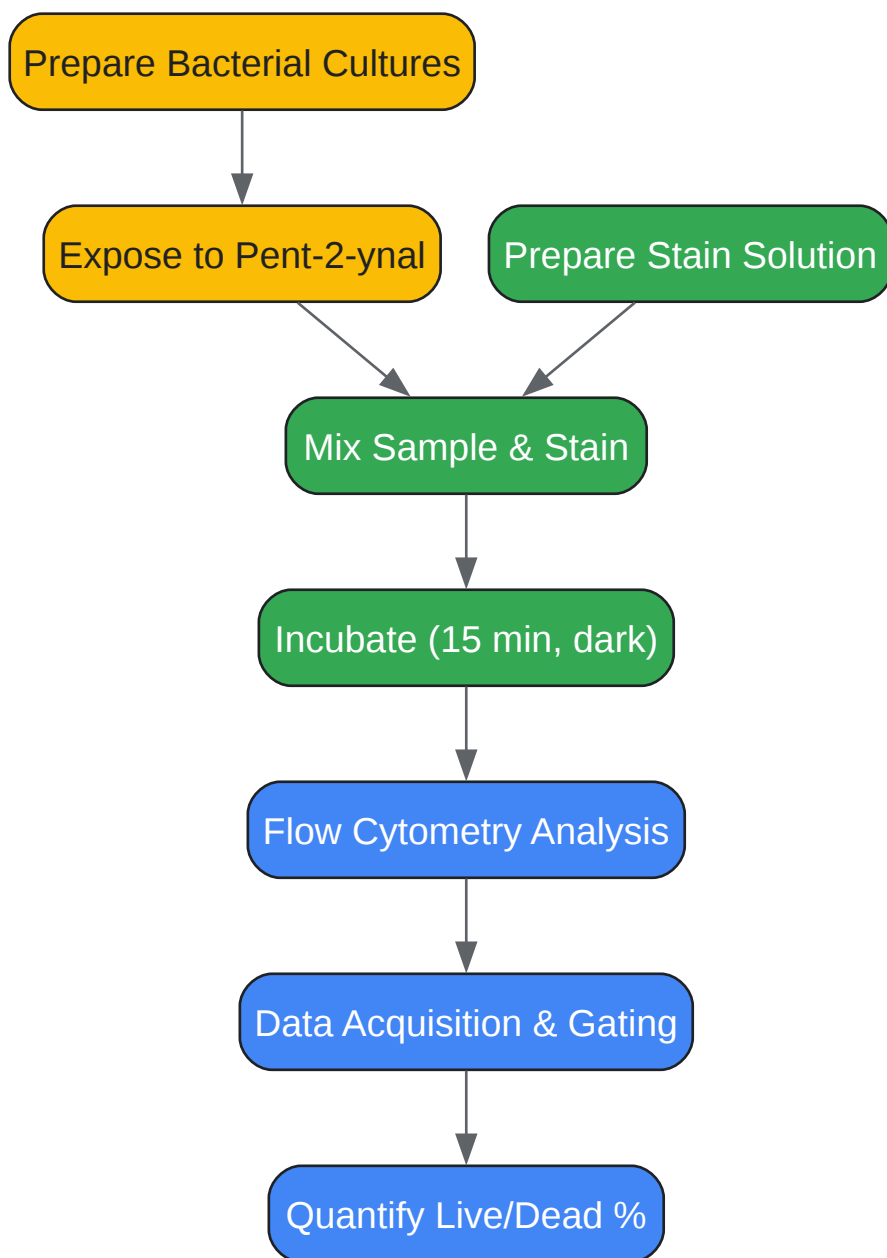 Prepare Bacterial Cultures
Expose to Pent-2-ynal
Prepare Stain Solution
Mix Sample & Stain
Incubate (15 min, dark)
Flow Cytometry Analysis
Data Acquisition & Gating
Quantify Live/Dead %